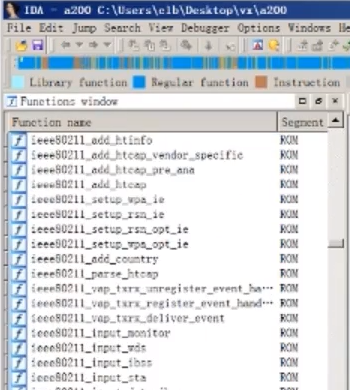 IDA - a200 C:\Users\clb\Desktop\vx\a200
File Edit Jump Search View Debugger Options Windows He
Library function Regular function Instruction
Functions window
Function name Segment
f ieee80211_add_htinfo ROM
f ieee80211_add_htcap_vendor_specific ROM
f ieee80211_add_htcap_pre_ana ROM
f ieee80211_add_htcap ROM
f ieee80211_setup_wpa_ie ROM
f ieee80211_setup_rsn_ie ROM
f ieee80211_setup_rsn_opt_ie ROM
f ieee80211_setup_wpa_opt_ie ROM
f ieee80211_add_country ROM
f ieee80211_parse_htcap ROM
f ieee80211_vap_txrx_unregister_event_ha··· ROM
f ieee80211_vap_txrx_register_event_hand··· ROM
f ieee80211_vap_txrx_deliver_event ROM
f ieee80211_input_monitor ROM
f ieee80211_input_wds ROM
f ieee80211_input_ibss ROM
f ieee80211_input_sta ROM